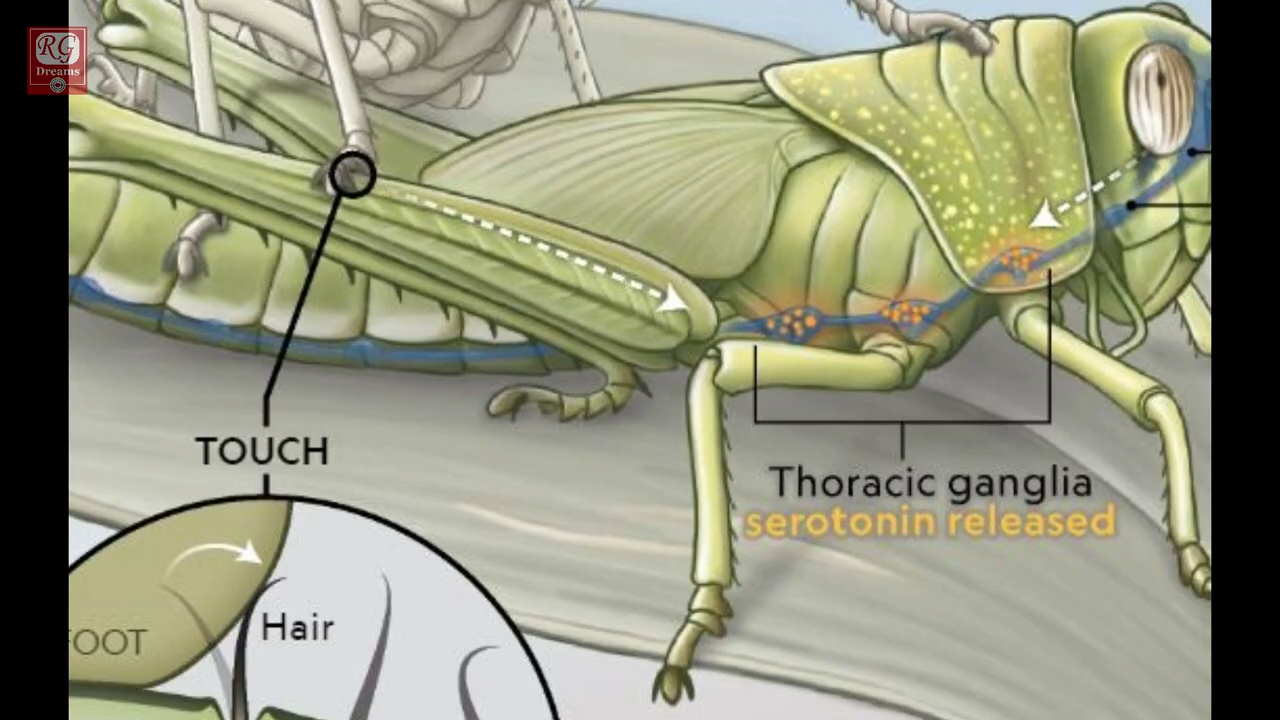 RG
Dreams
TOUCH
Thoracic ganglia
serotonin released
Hair
FOOT